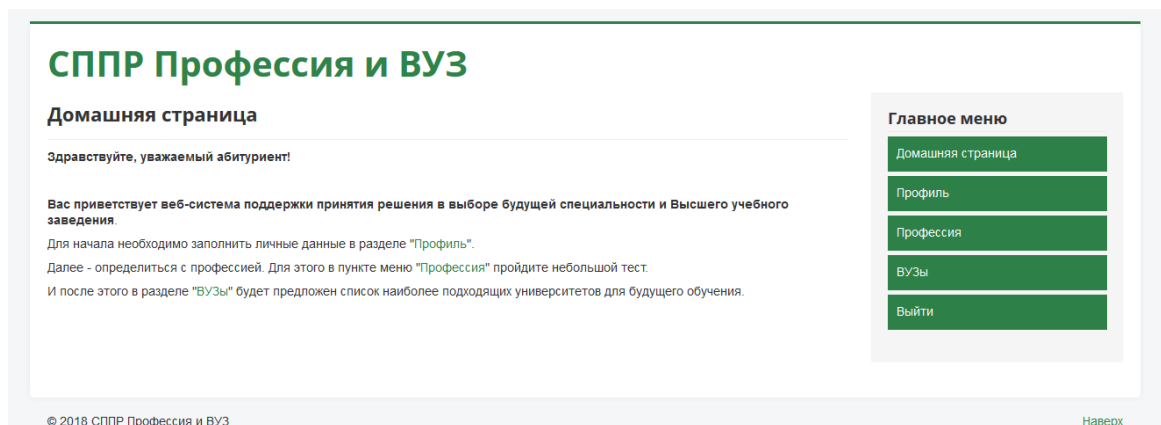 СППР Профессия и ВУЗ
Домашняя страница
Здравствуйте, уважаемый абитуриент!
Вас приветствует веб-система поддержки принятия решения в выборе будущей специальности и Высшего учебного
заведения.
Для начала необходимо заполнить личные данные в разделе "Профиль".
Далее - определиться с профессией. Для этого в пункте меню "Профессия" пройдите небольшой тест.
И после этого в разделе "ВУЗы" будет предложен список наиболее подходящих университетов для будущего обучения.
Главное меню
Домашняя страница
Профиль
Профессия
ВУЗы
Выйти
© 2018 СППР Профессия и ВУЗ
Наверх